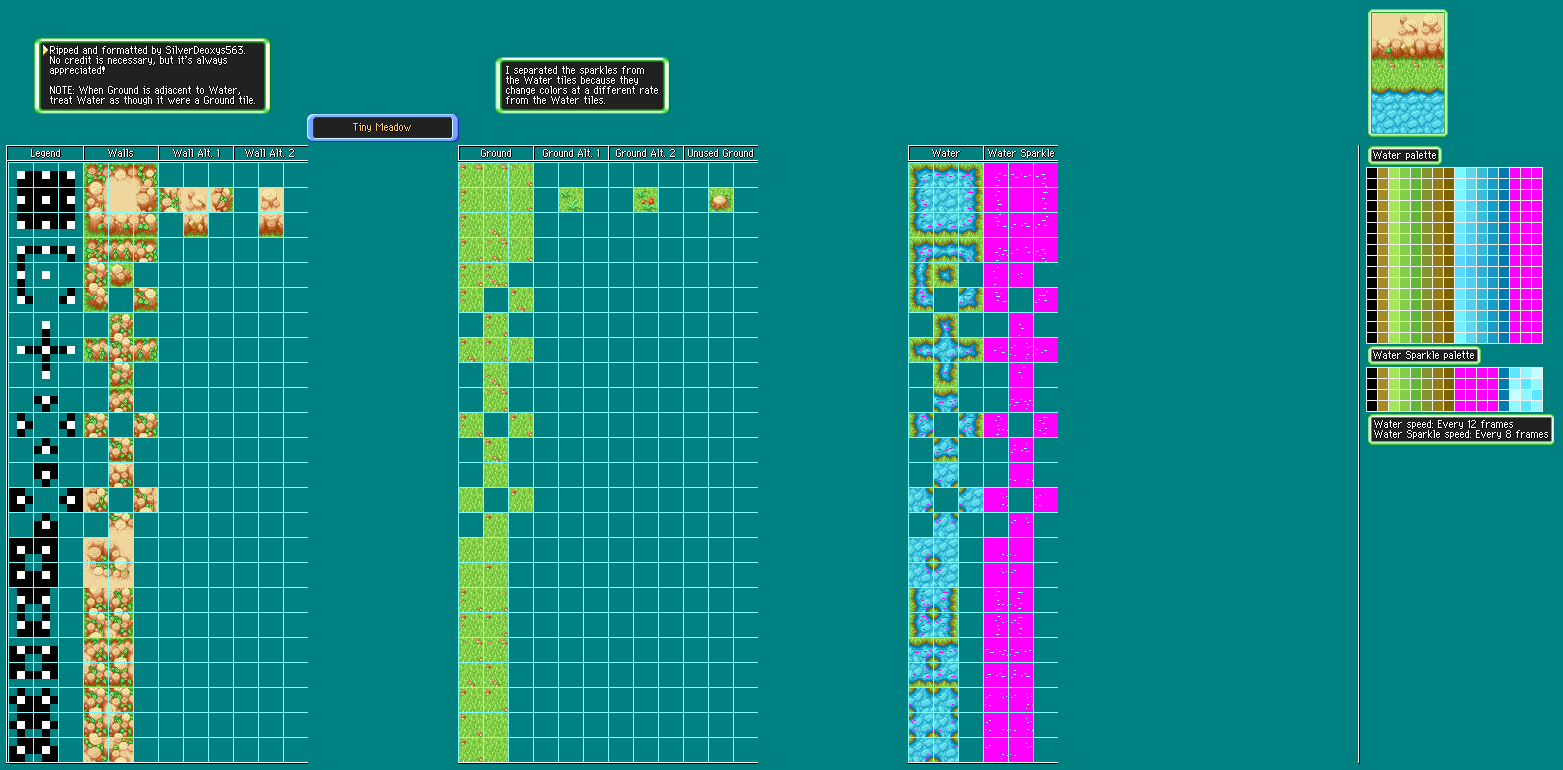 Ripped and formatted by SilverDeoxys563.
No credit is necessary, but it's always
appreciated!
NOTE: When Ground is adjacent to Water,
treat Water as though it were a Ground tile.
I separated the sparkles from
the Water tiles because they
change colors at a different rate
from the Water tiles.
Tiny Meadow
Legend
Walls
Wall Alt. 1
Wall Alt. 2
Ground
Ground Alt. 1
Ground Alt. 2
Unused Ground
Water
Water Sparkle
Water palette
Water Sparkle palette
Water speed: Every 12 frames
Water Sparkle speed: Every 8 frames